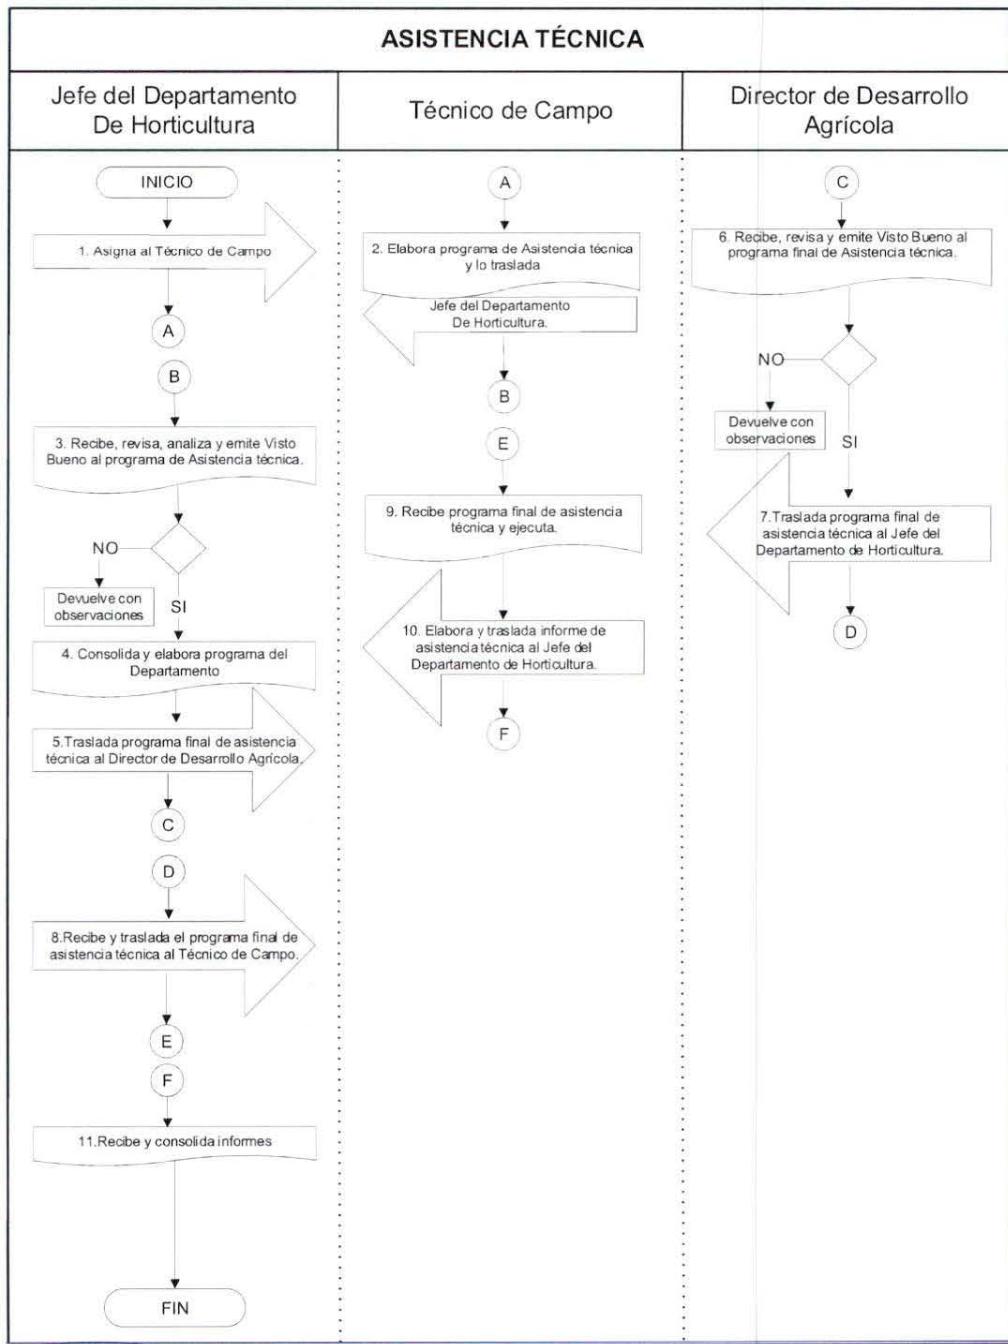 ASISTENCIA TÉCNICA
Jefe del Departamento
De Horticultura
INICIO
1. Asigna al Técnico de Campo
A
B
3. Recibe, revisa, analiza y emite Visto
Bueno al programa de Asistencia técnica.
NO
Devuelve con
observaciones
SI
4. Consolida y elabora programa del
Departamento
5.Traslada programa final de asistencia
técnica al Director de Desarrollo Agrícola.
C
D
8.Recibe y traslada el programa final de
asistencia técnica al Técnico de Campo.
E
F
11.Recibe y consolida informes
FIN
Técnico de Campo
A
2. Elabora programa de Asistencia técnica
y lo traslada
Jefe del Departamento
De Horticultura.
B
E
9. Recibe programa final de asistencia
técnica y ejecuta.
10. Elabora y traslada informe de
asistencia técnica al Jefe del
Departamento de Horticultura.
F
Director de Desarrollo
Agrícola
C
6. Recibe, revisa y emite Visto Bueno al
programa final de Asistencia técnica.
NO
Devuelve con
observaciones
SI
7.Traslada programa final de
asistencia técnica al Jefe del
Departamento de Horticultura.
D